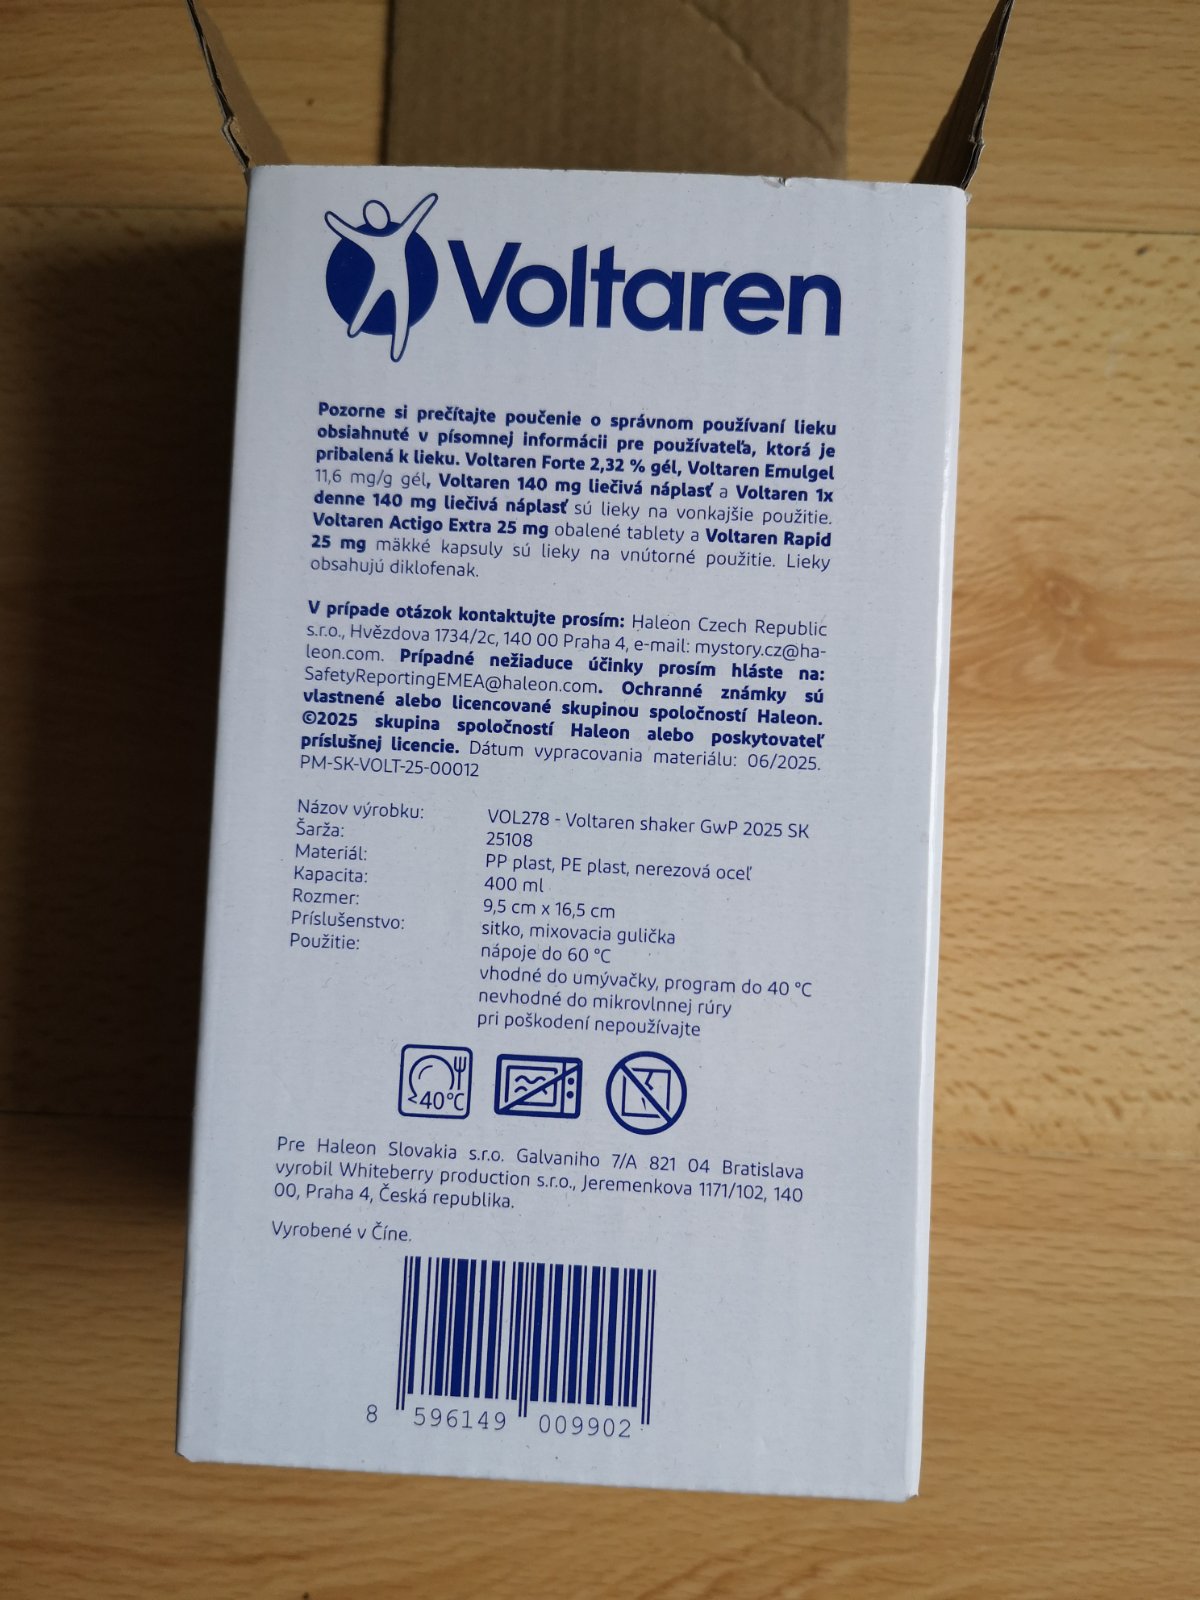 Voltaren
Pozorne si prečítajte poučenie o správnom používaní lieku
obsiahnuté v písomnej informácii pre používateľa, ktorá je
pribalená k lieku. Voltaren Forte 2,32 % gél, Voltaren Emulgel
11,6 mg/g gél, Voltaren 140 mg liečivá náplasť a Voltaren 1x
denne 140 mg liečivá náplasť sú lieky na vonkajšie použitie.
Voltaren Actigo Extra 25 mg obalené tablety a Voltaren Rapid
25 mg mäkké kapsuly sú lieky na vnútorné použitie. Lieky
obsahujú diklofenak.
V prípade otázok kontaktujte prosím: Haleon Czech Republic
s.r.o., Hvězdova 1734/2c, 140 00 Praha 4, e-mail: mystory.cz@ha-
leon.com. Prípadné nežiaduce účinky prosím hláste na:
SafetyReportingEMEA@haleon.com. Ochranné známky sú
vlastnené alebo licencované skupinou spoločností Haleon.
©2025 skupina spoločností Haleon alebo poskytovateľ
príslušnej licencie. Dátum vypracovania materiálu: 06/2025.
PM-SK-VOLT-25-00012
Názov výrobku: VOL278 - Voltaren shaker GwP 2025 SK
Šarža: 25108
Materiál: PP plast, PE plast, nerezová oceľ
Kapacita: 400 ml
Rozmer: 9,5 cm x 16,5 cm
Príslušenstvo: sitko, mixovacia gulička
Použitie: nápoje do 60 °C
vhodné do umývačky, program do 40 °C
nevhodné do mikrovlnnej rúry
pri poškodení nepoužívajte
<40°C
Pre Haleon Slovakia s.r.o. Galvaniho 7/A 821 04 Bratislava
vyrobil Whiteberry production s.r.o., Jeremenkova 1171/102, 140
00, Praha 4, Česká republika.
Vyrobené v Číne.
8 596149 009902